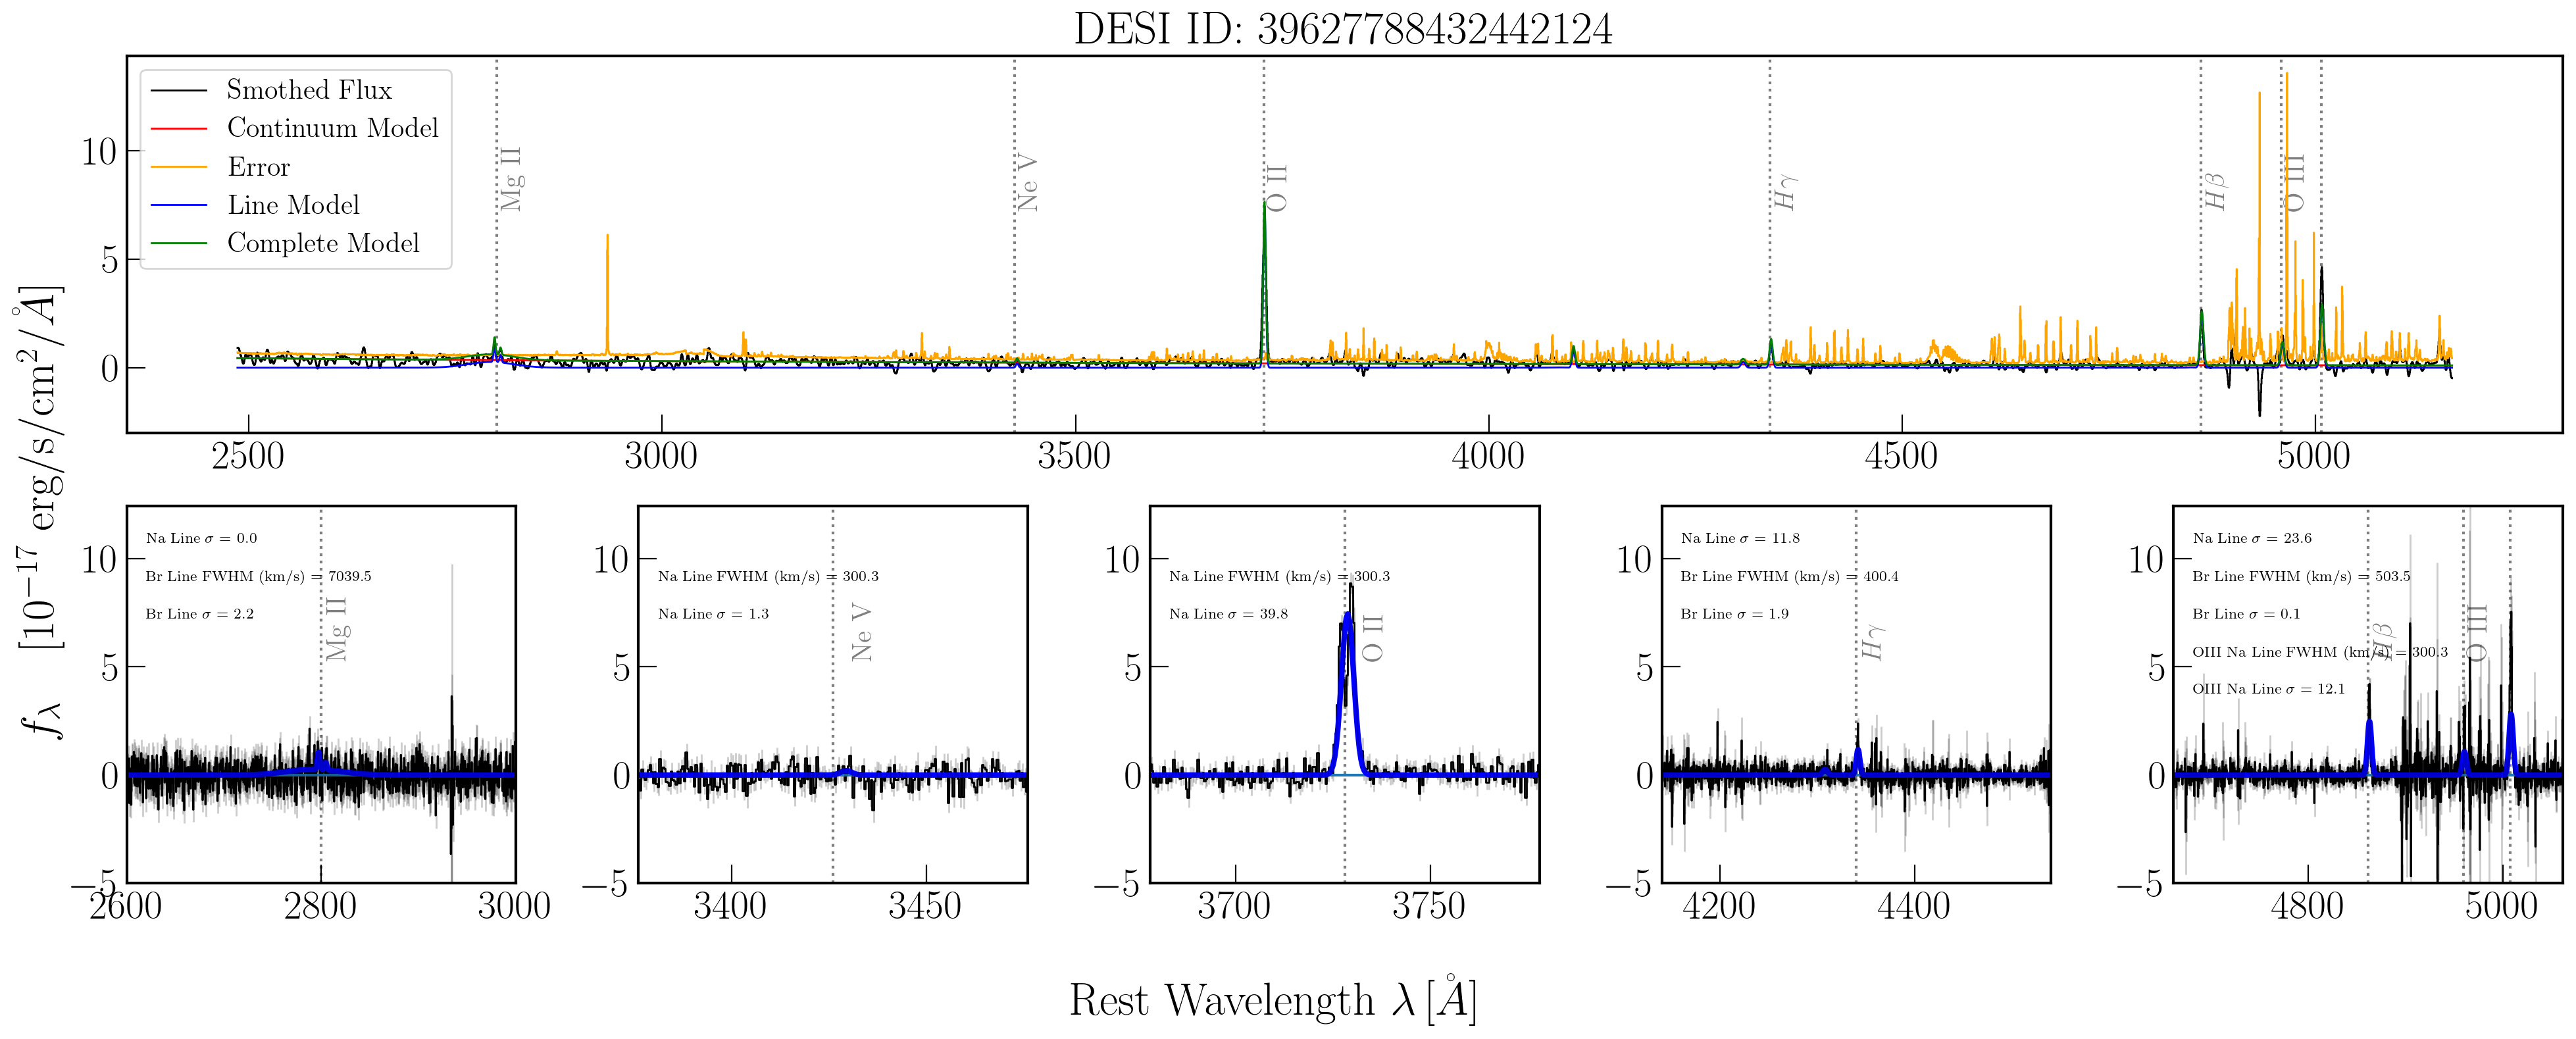 DESI ID: 39627788432442124
Smothed Flux
Continuum Model
Error
Line Model
Complete Model
Mg II
Ne V
O II
Hγ
Hβ
O III
10
5
0
2500 3000 3500 4000 4500 5000
f_λ [10^{-17} erg/s/cm^2/Å]
Na Line σ = 0.0
Br Line FWHM (km/s) = 7039.5
Br Line σ = 2.2
Mg II
10
5
0
−5
2600 2800 3000
Na Line FWHM (km/s) = 300.3
Na Line σ = 1.3
Ne V
10
5
0
−5
3400 3450
Na Line FWHM (km/s) = 300.3
Na Line σ = 39.8
O II
10
5
0
−5
3700 3750
Na Line σ = 11.8
Br Line FWHM (km/s) = 400.4
Br Line σ = 1.9
Hγ
10
5
0
−5
4200 4400
Na Line σ = 23.6
Br Line FWHM (km/s) = 503.5
Br Line σ = 0.1
OIII Na Line FWHM (km/s) = 300.3
OIII Na Line σ = 12.1
Hβ
O III
10
5
0
−5
4800 5000
Rest Wavelength λ [Å]